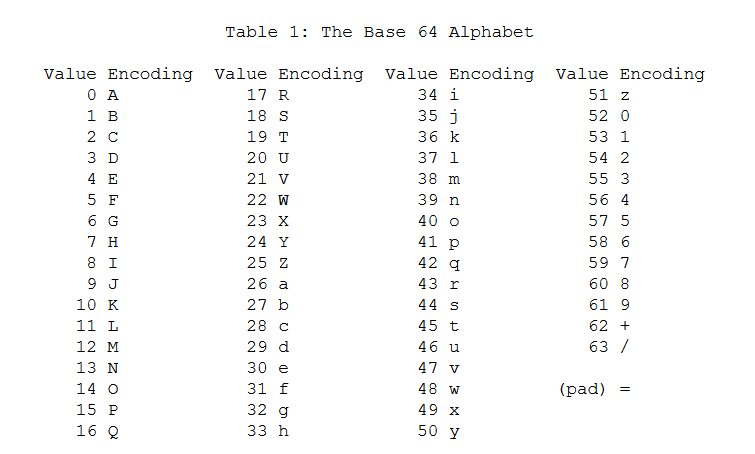 Table 1: The Base 64 Alphabet
Value Encoding  Value Encoding  Value Encoding  Value Encoding
0 A  17 R  34 i  51 z
1 B  18 S  35 j  52 0
2 C  19 T  36 k  53 1
3 D  20 U  37 l  54 2
4 E  21 V  38 m  55 3
5 F  22 W  39 n  56 4
6 G  23 X  40 o  57 5
7 H  24 Y  41 p  58 6
8 I  25 Z  42 q  59 7
9 J  26 a  43 r  60 8
10 K  27 b  44 s  61 9
11 L  28 c  45 t  62 +
12 M  29 d  46 u  63 /
13 N  30 e  47 v
14 O  31 f  48 w  (pad) =
15 P  32 g  49 x
16 Q  33 h  50 y